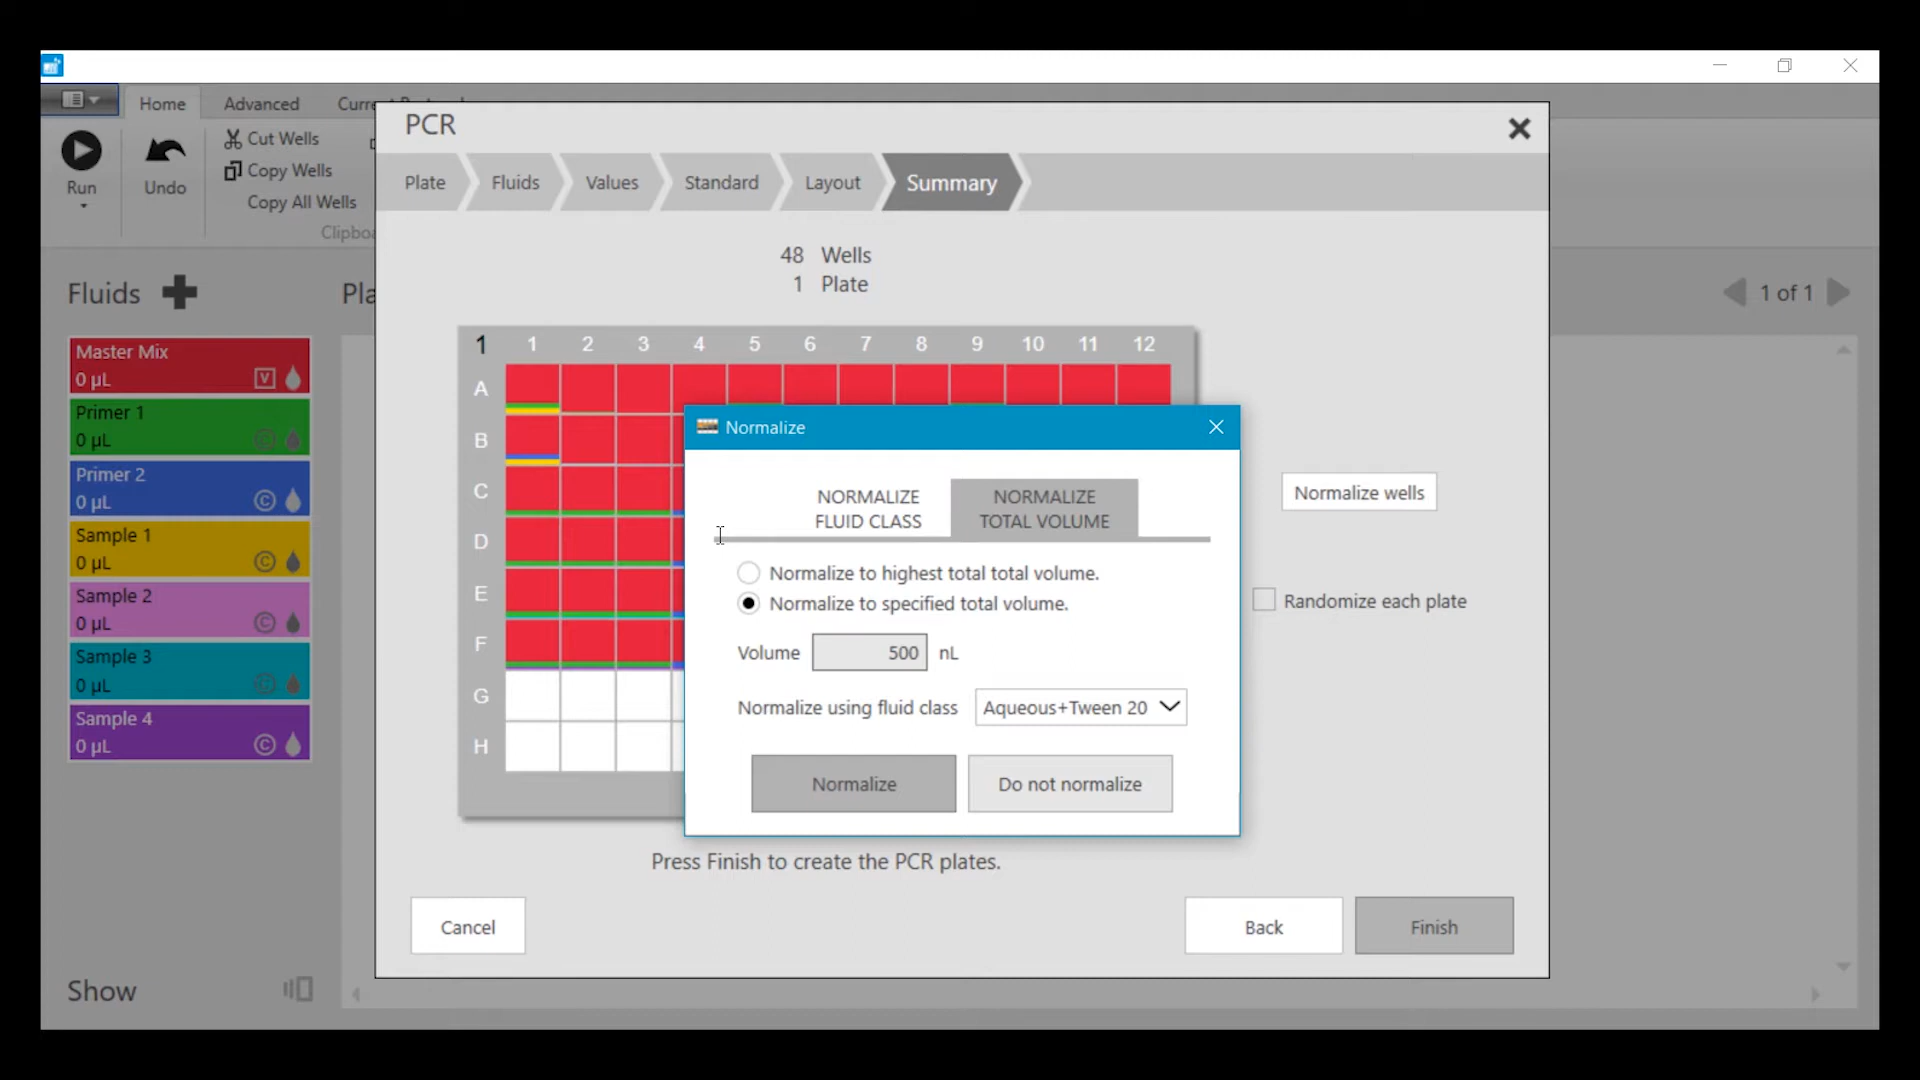 Home
Advanced
Run
Undo
Cut Wells
Copy Wells
Copy All Wells
PCR
Plate
Fluids
Values
Standard
Layout
Summary
48 Wells
1 Plate
Fluids
1 of 1
Master Mix
0 µL
V
Primer 1
0 µL
C
Primer 2
0 µL
C
Sample 1
0 µL
C
Sample 2
0 µL
C
Sample 3
0 µL
C
Sample 4
0 µL
C
1 1 2 3 4 5 6 7 8 9 10 11 12
A
B
C
D
E
F
G
H
Normalize
NORMALIZE
FLUID CLASS
NORMALIZE
TOTAL VOLUME
Normalize to highest total total volume.
Normalize to specified total volume.
Volume 500 nL
Normalize using fluid class Aqueous+Tween 20
Normalize
Do not normalize
Normalize wells
Randomize each plate
Press Finish to create the PCR plates.
Cancel
Back
Finish
Show